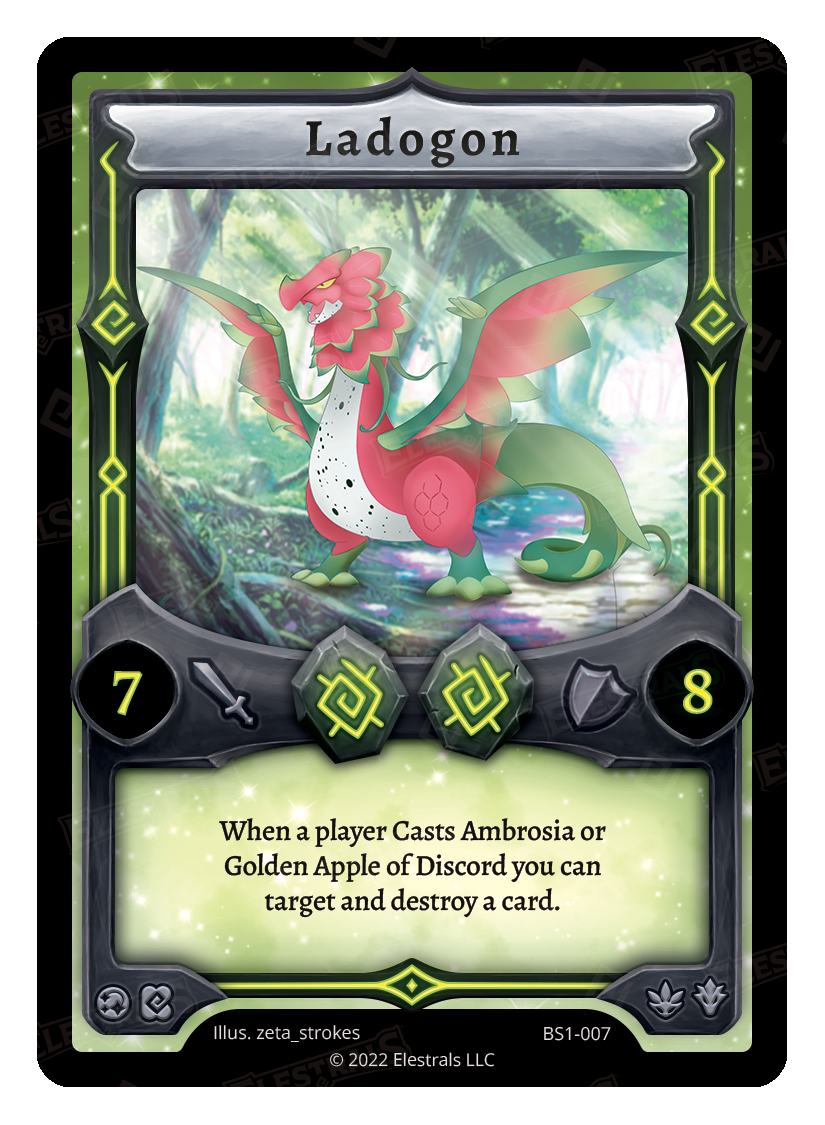 Ladogon
7
8
When a player Casts Ambrosia or
Golden Apple of Discord you can
target and destroy a card.
Illus. zeta_strokes
BS1-007
© 2022 Elestrals LLC